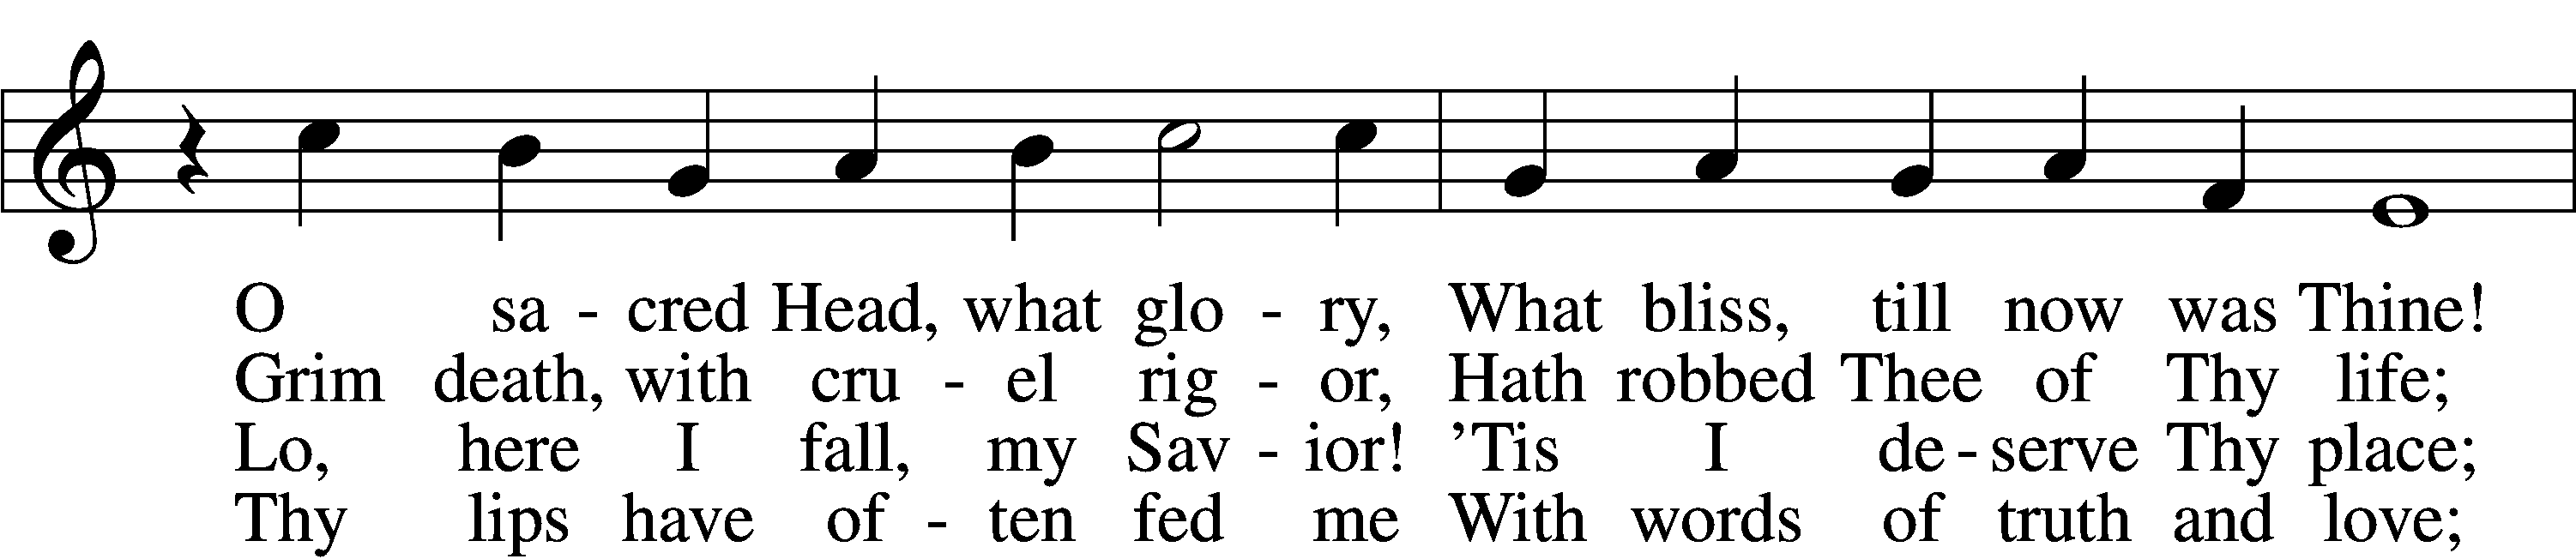 O sa - cred Head, what glo - ry, What bliss, till now was Thine!
Grim death, with cru - el rig - or, Hath robbed Thee of Thy life;
Lo, here I fall, my Sav - ior! ’Tis I de - serve Thy place;
Thy lips have of - ten fed me With words of truth and love;